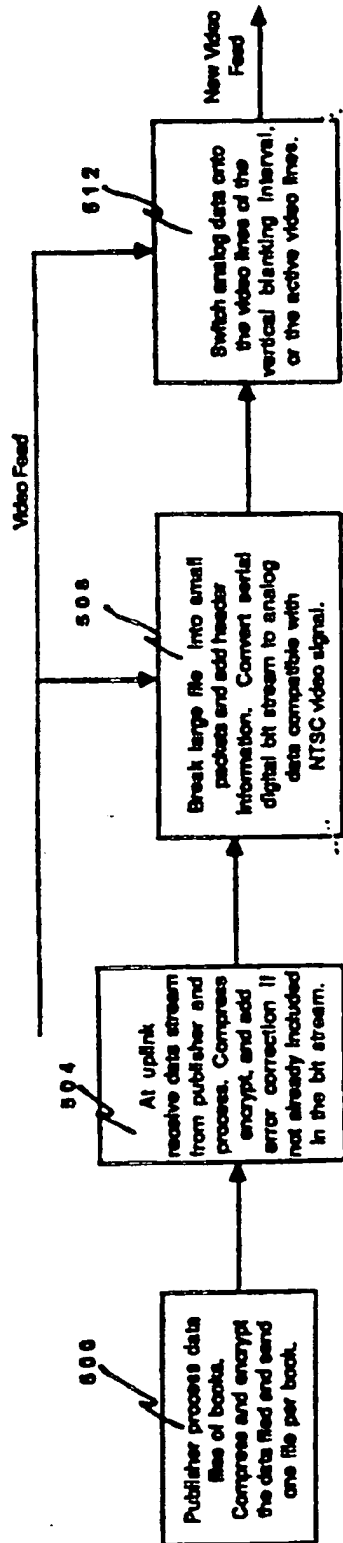 Video Feed
500
Publisher process data
files of books.
Compress and encrypt
the data filed and send
one file per book.
504
At uplink
receive data stream
from publisher and
process. Compress
encrypt, and add
error correction if
not already included
in the bit stream.
508
Break large file into small
packets and add header
information. Convert serial
digital bit stream to analog
data compatible with
NTSC video signal.
512
Switch analog data onto
the video lines of the
vertical blanking interval,
or the active video lines.
New Video
Feed